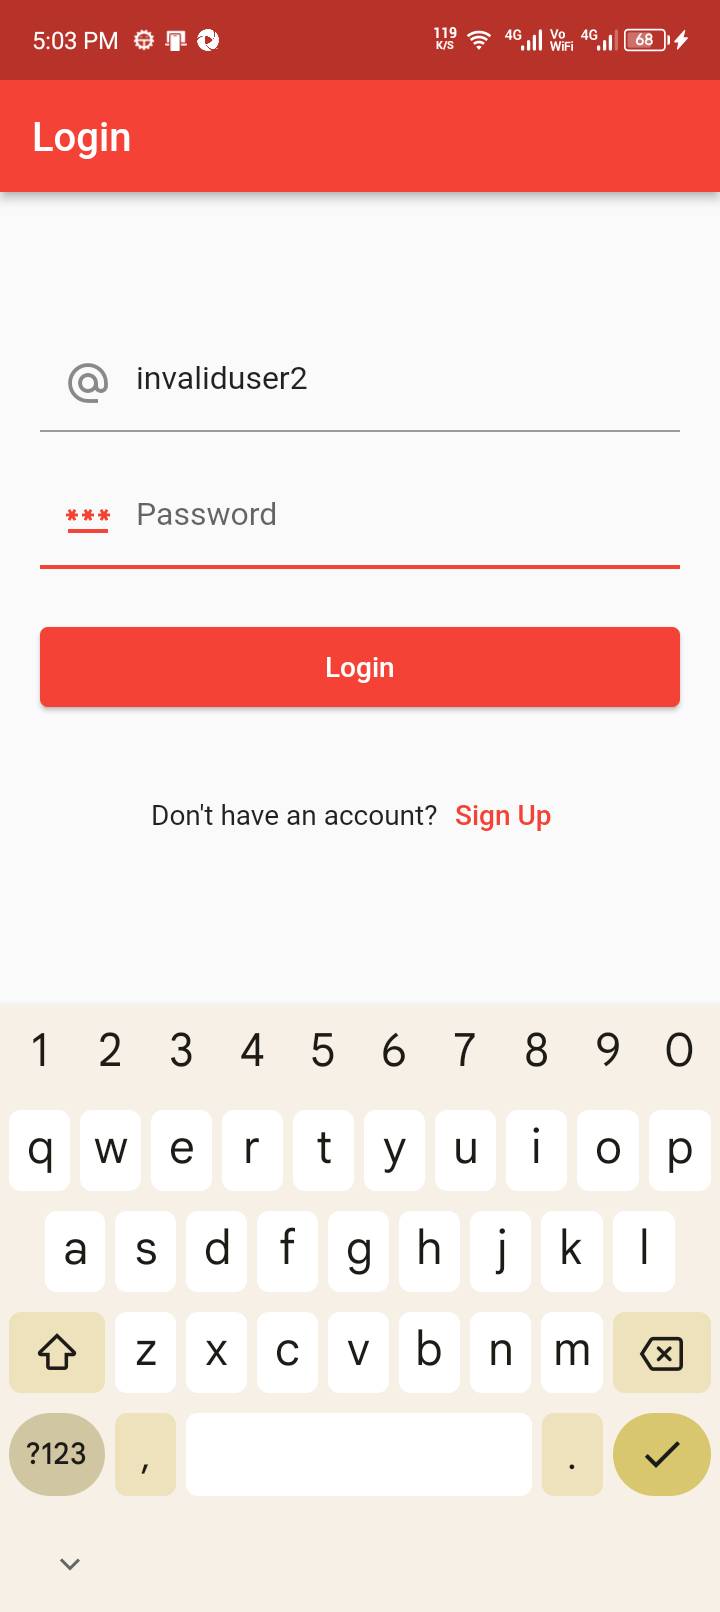 5:03 PM 119 K/S 4G Vo WiFi 4G 68
Login
invaliduser2
*** Password
Login
Don't have an account? Sign Up
1 2 3 4 5 6 7 8 9 0
q w e r t y u i o p
a s d f g h j k l
z x c v b n m
?123 , .